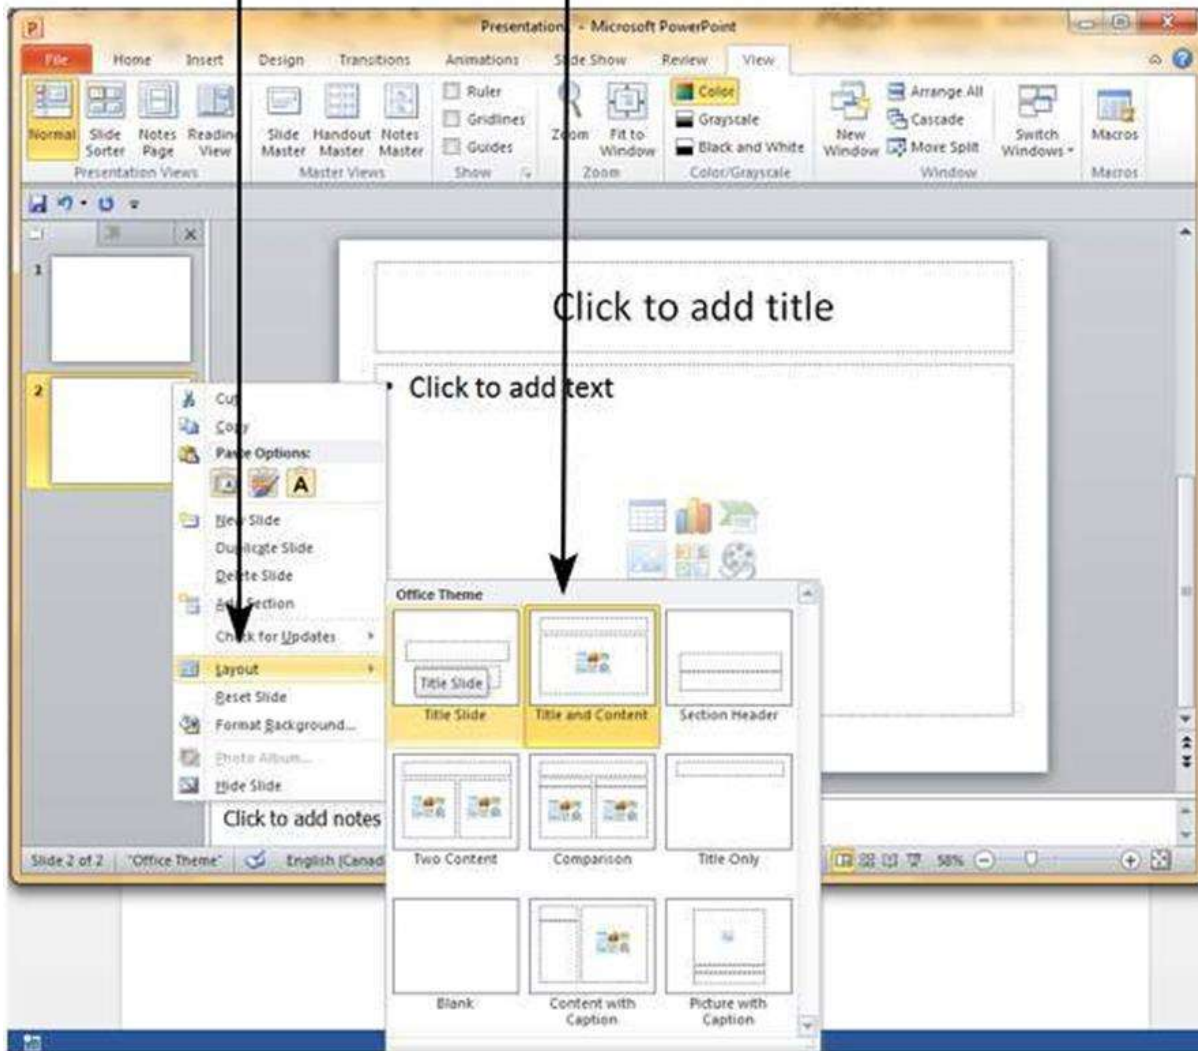 Presentation1 - Microsoft PowerPoint
File Home Insert Design Transitions Animations Slide Show Review View
Normal Slide Sorter Notes Page Reading View
Presentation Views
Slide Master Handout Master Notes Master
Master Views
Ruler
Gridlines
Guides
Show
Zoom Fit to Window
Zoom
Color
Grayscale
Black and White
Color/Grayscale
New Window
Arrange All
Cascade
More Split
Switch Windows
Window
Macros
Macros
1
2
Click to add title
• Click to add text
Cut
Copy
Paste Options:
A
New Slide
Duplicate Slide
Delete Slide
Add Section
Check for Updates
Layout
Reset Slide
Format Background...
Photo Album...
Hide Slide
Office Theme
Title Slide
Title Slide Title and Content Section Header
Two Content Comparison Title Only
Blank Content with Caption Picture with Caption
Click to add notes
Slide 2 of 2 "Office Theme" English (Canad
58%